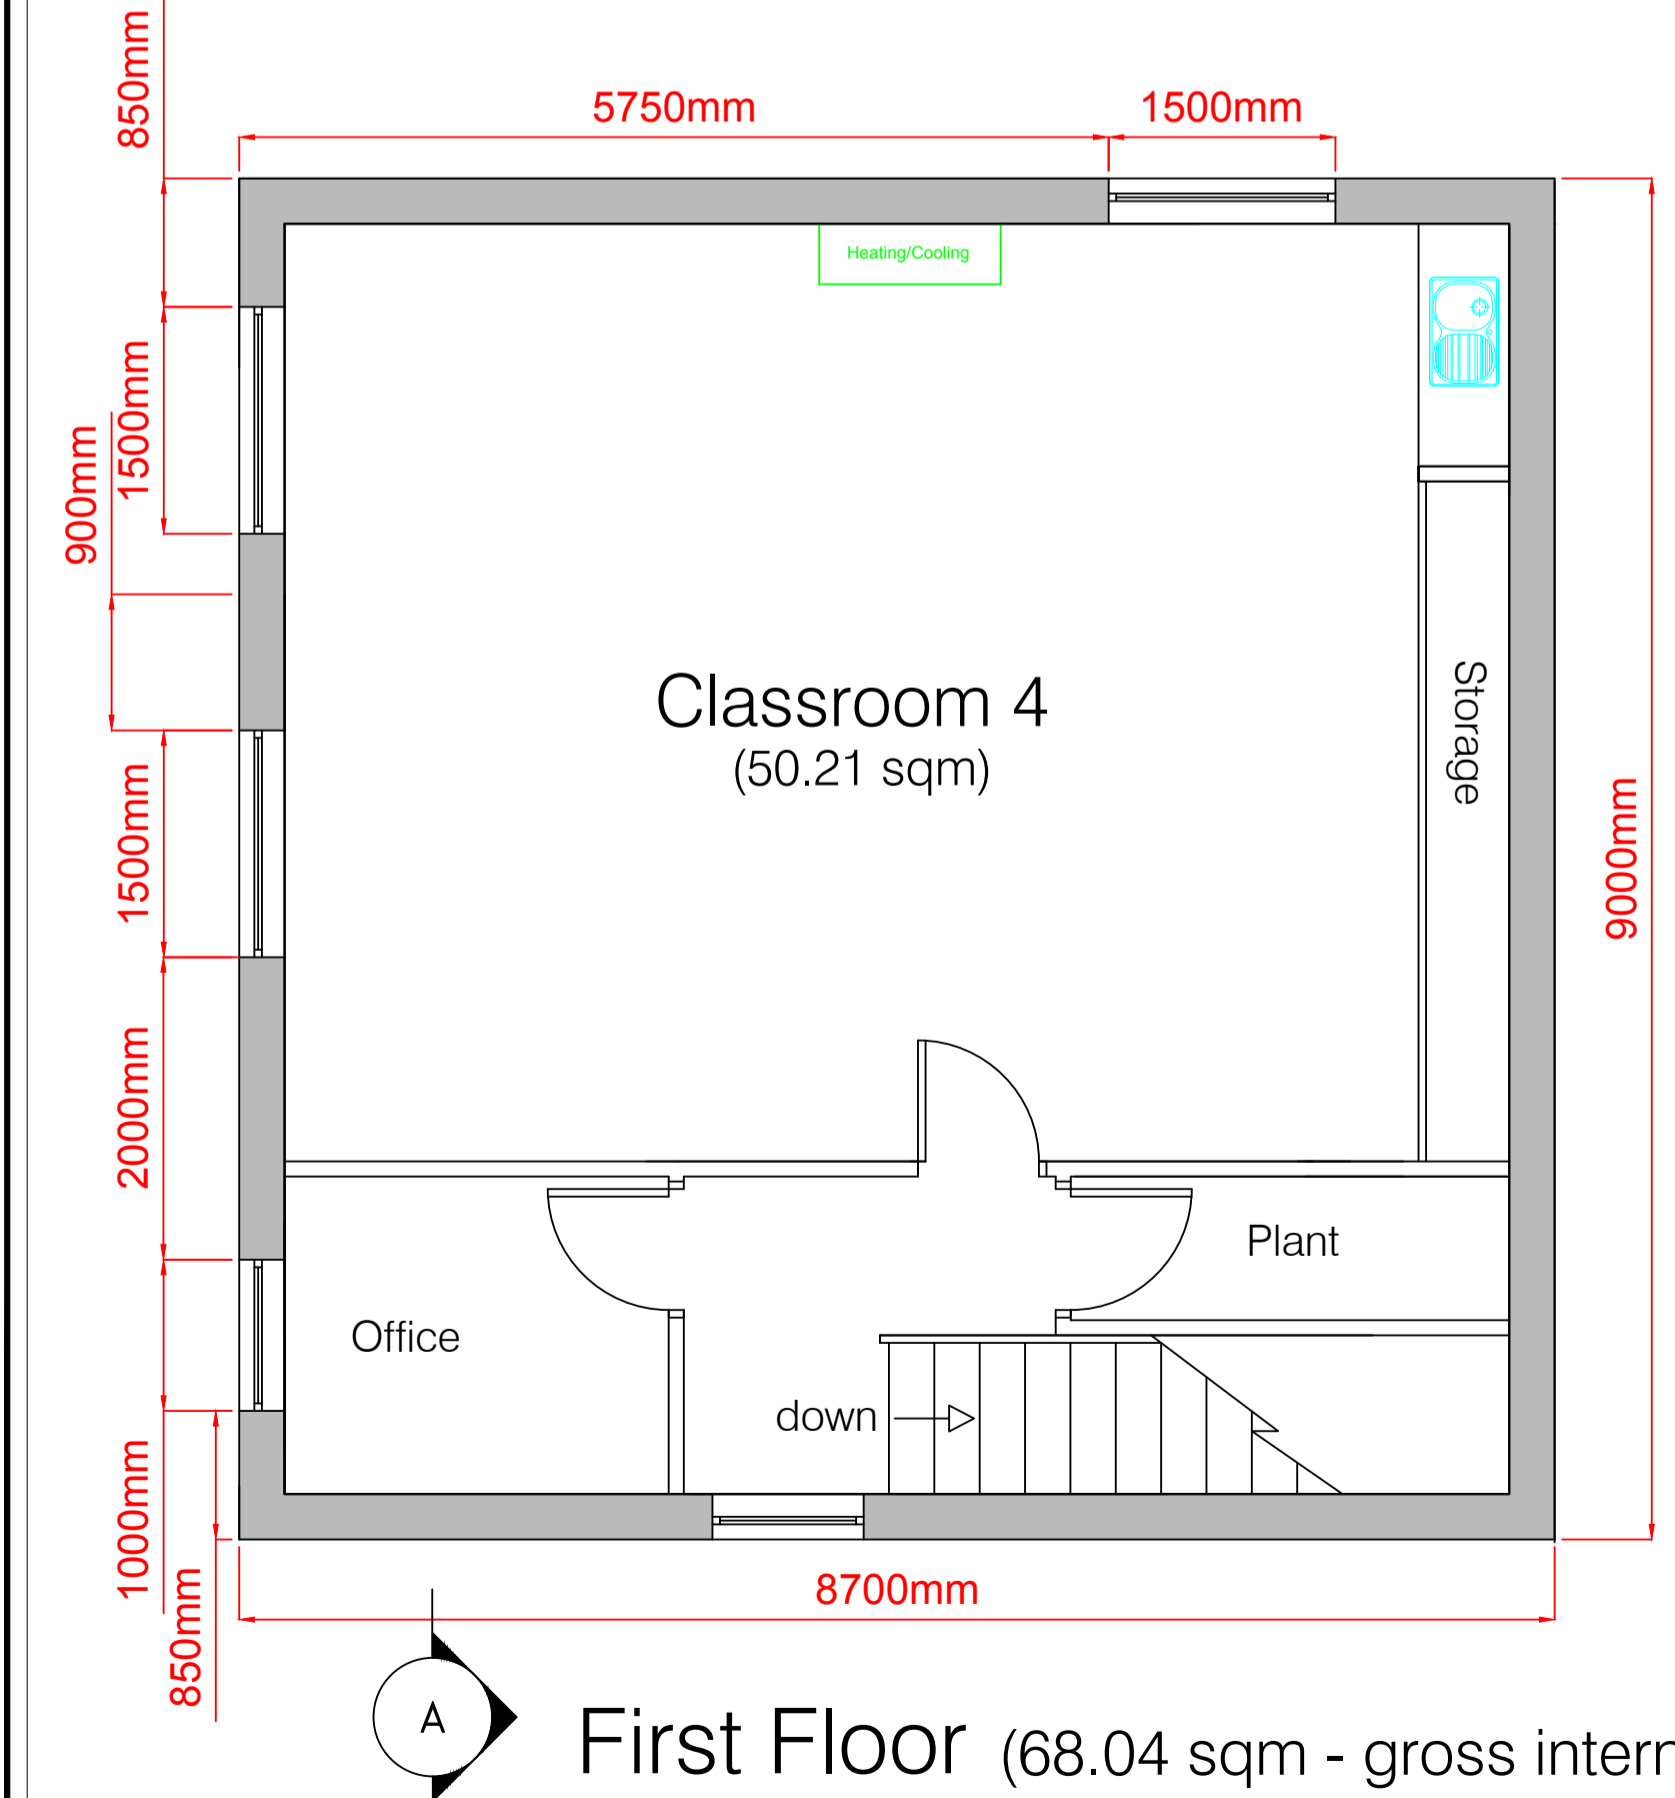 850mm
5750mm
1500mm
Heating/Cooling
1500mm
900mm
Classroom 4
(50.21 sqm)
Storage
1500mm
9000mm
2000mm
Plant
Office
down
1000mm
850mm
8700mm
A
First Floor (68.04 sqm - gross intern